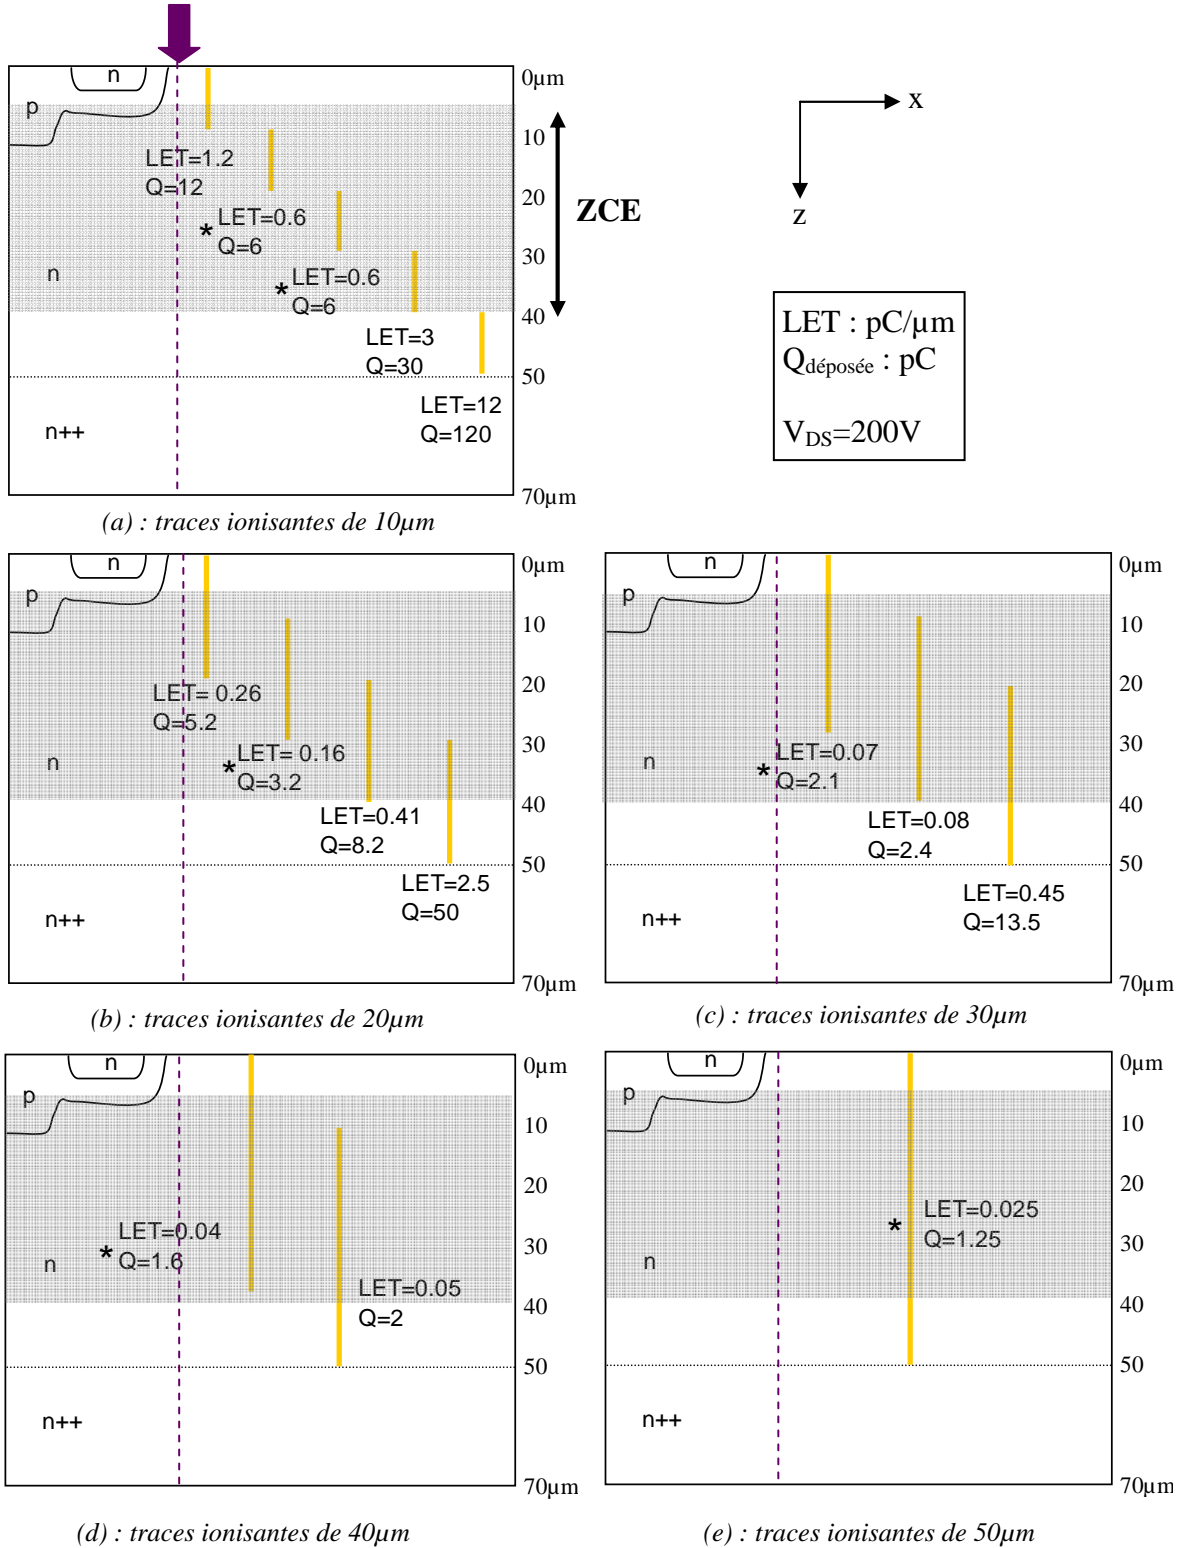 n
p
0µm
10
20
30
40
50
70µm
LET=1.2
Q=12
* LET=0.6
Q=6
* LET=0.6
Q=6
n
LET=3
Q=30
LET=12
Q=120
n++
ZCE
x
z
LET : pC/µm
Qdéposée : pC
VDS=200V
(a) : traces ionisantes de 10µm
n
p
0µm
10
20
30
40
50
70µm
LET= 0.26
Q=5.2
* LET= 0.16
Q=3.2
n
LET=0.41
Q=8.2
LET=2.5
Q=50
n++
(b) : traces ionisantes de 20µm
n
p
0µm
10
20
30
40
50
70µm
* LET=0.07
Q=2.1
n
LET=0.08
Q=2.4
LET=0.45
Q=13.5
n++
(c) : traces ionisantes de 30µm
n
p
0µm
10
20
30
40
50
70µm
* LET=0.04
Q=1.6
n
LET=0.05
Q=2
n++
(d) : traces ionisantes de 40µm
n
p
0µm
10
20
30
40
50
70µm
* LET=0.025
Q=1.25
n
n++
(e) : traces ionisantes de 50µm